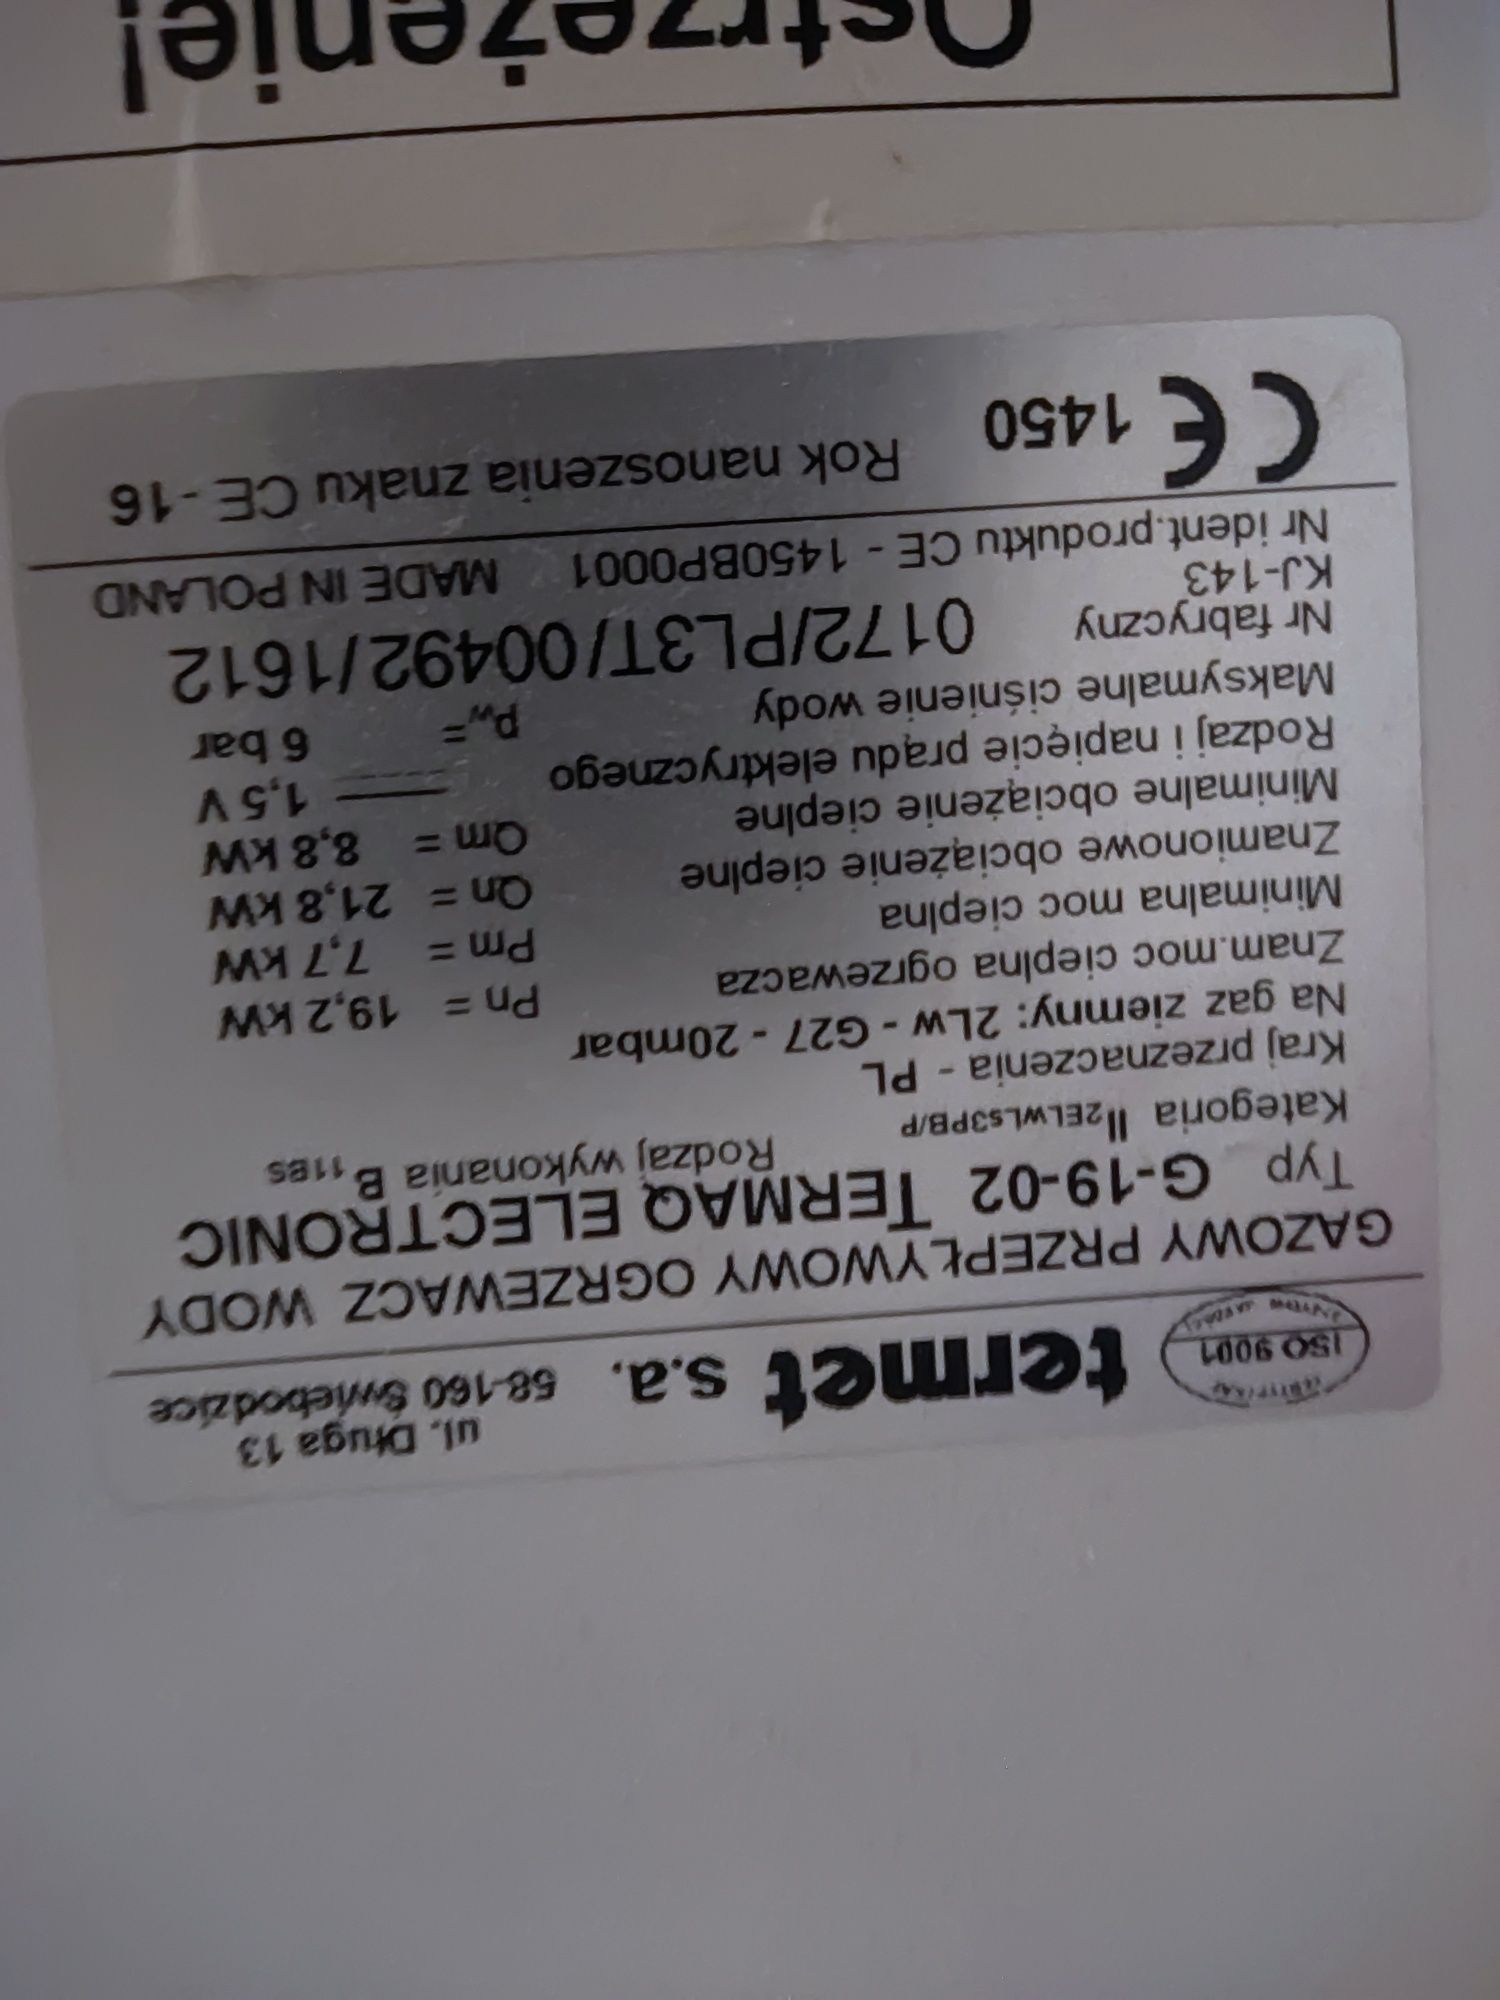 termet s.a.
ul. Długa 13
58-160 Świebodzice
ISO 9001
GAZOWY PRZEPŁYWOWY OGRZEWACZ WODY
Typ G-19-02 TERMAQ ELECTRONIC
Kategoria II2ELWLS3PB/P Rodzaj wykonania B11BS
Kraj przeznaczenia - PL
Na gaz ziemny: 2Lw - G27 - 20mbar
Znam.moc cieplna ogrzewacza Pn = 19,2 kW
Minimalna moc cieplna Pm = 7,7 kW
Znamionowe obciążenie cieplne Qn = 21,8 kW
Minimalne obciążenie cieplne Qm = 8,8 kW
Rodzaj i napięcie prądu elektrycznego 1,5 V
Maksymalne ciśnienie wody pw= 6 bar
Nr fabryczny 0172/PL3T/00492/1612
KJ-143
Nr ident.produktu CE - 1450BP0001 MADE IN POLAND
CE 1450 Rok nanoszenia znaku CE - 16
Ostrzeżenie!